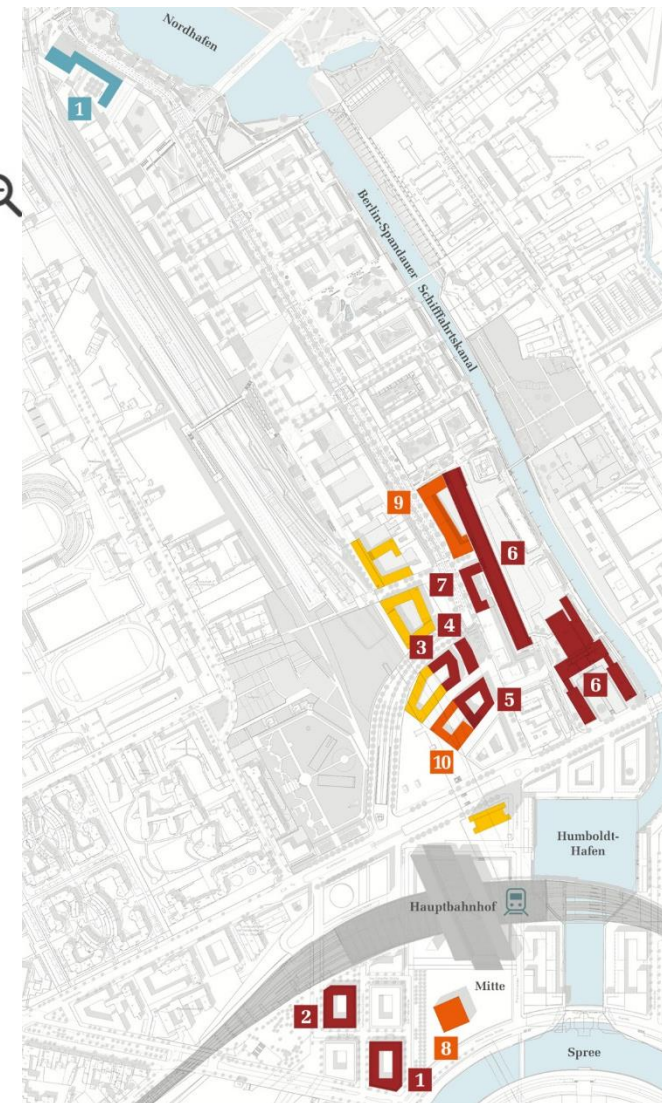 Nordhafen
1
Berlin-Spandauer Schifffahrtskanal
9
6
7
4
3
6
5
10
Humboldt-
Hafen
Hauptbahnhof
Mitte
2
8
Spree
1